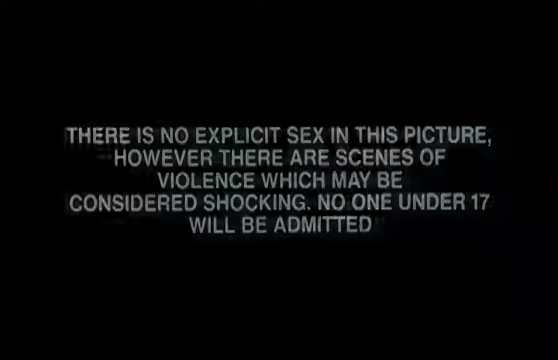 THERE IS NO EXPLICIT SEX IN THIS PICTURE,
HOWEVER THERE ARE SCENES OF
VIOLENCE WHICH MAY BE
CONSIDERED SHOCKING. NO ONE UNDER 17
WILL BE ADMITTED